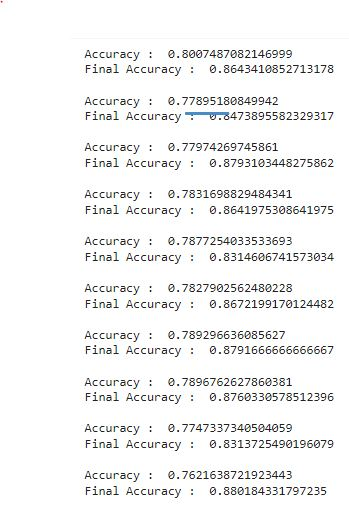 Accuracy :  0.8007487082146999
Final Accuracy :  0.8643410852713178
Accuracy :  0.77895180849942
Final Accuracy :  0.8473895582329317
Accuracy :  0.77974269745861
Final Accuracy :  0.8793103448275862
Accuracy :  0.7831698829484341
Final Accuracy :  0.8641975308641975
Accuracy :  0.7877254033533693
Final Accuracy :  0.8314606741573034
Accuracy :  0.7827902562480228
Final Accuracy :  0.8672199170124482
Accuracy :  0.789296636085627
Final Accuracy :  0.8791666666666667
Accuracy :  0.7896762627860381
Final Accuracy :  0.8760330578512396
Accuracy :  0.7747337340504059
Final Accuracy :  0.8313725490196079
Accuracy :  0.7621638721923443
Final Accuracy :  0.880184331797235